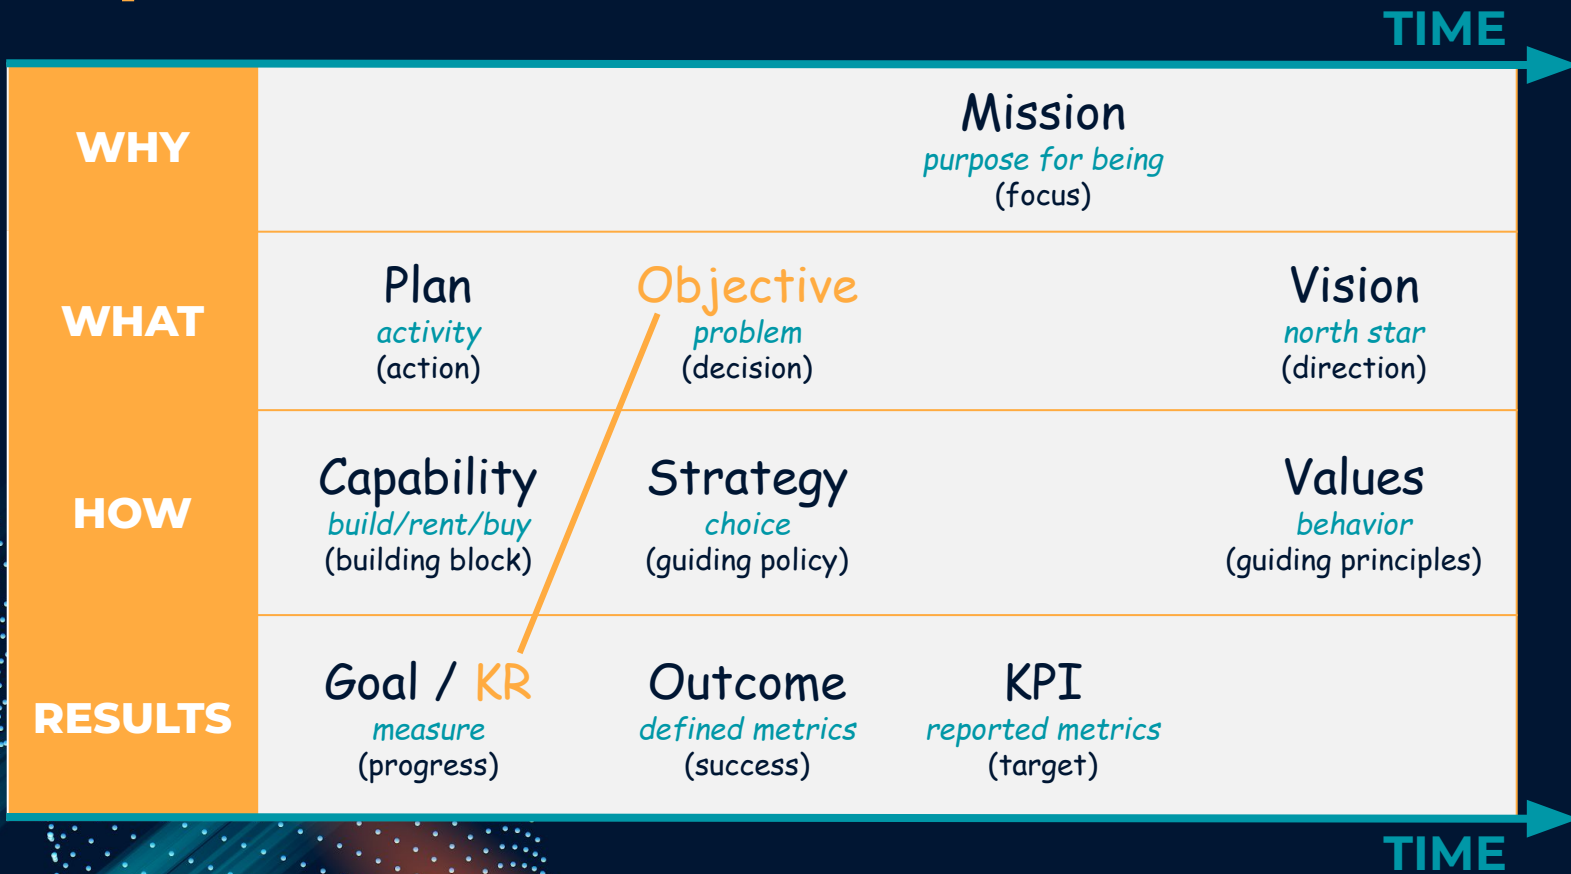 TIME
WHY
Mission
purpose for being
(focus)
WHAT
Plan
activity
(action)
Objective
problem
(decision)
Vision
north star
(direction)
HOW
Capability
build/rent/buy
(building block)
Strategy
choice
(guiding policy)
Values
behavior
(guiding principles)
RESULTS
Goal / KR
measure
(progress)
Outcome
defined metrics
(success)
KPI
reported metrics
(target)
TIME